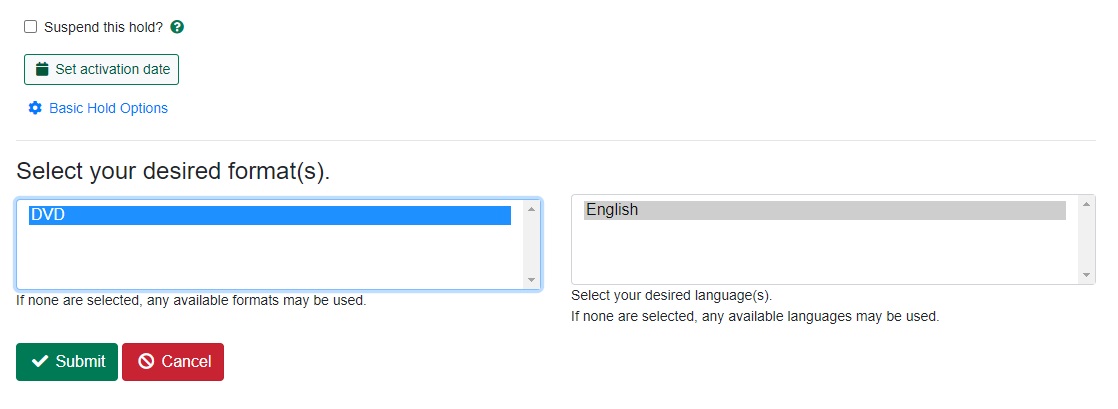 Suspend this hold?
Set activation date
Basic Hold Options
Select your desired format(s).
DVD
If none are selected, any available formats may be used.
English
Select your desired language(s).
If none are selected, any available languages may be used.
Submit
Cancel